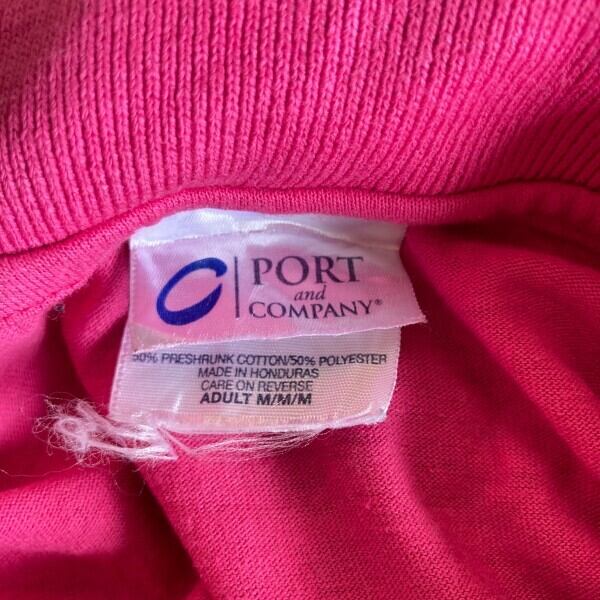 PORT
and
COMPANY®
50% PRESHRUNK COTTON/50% POLYESTER
MADE IN HONDURAS
CARE ON REVERSE
ADULT M/M/M